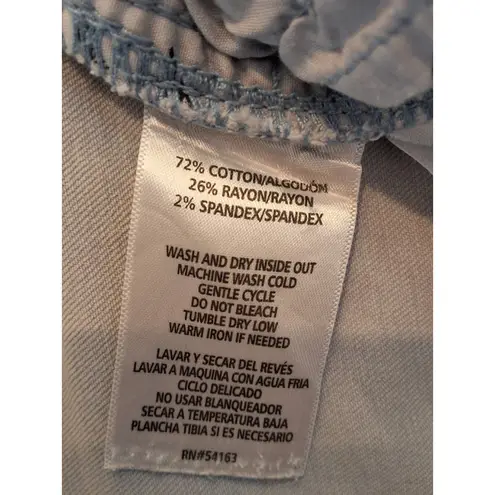 72% COTTON/ALGODÓM
26% RAYON/RAYON
2% SPANDEX/SPANDEX
WASH AND DRY INSIDE OUT
MACHINE WASH COLD
GENTLE CYCLE
DO NOT BLEACH
TUMBLE DRY LOW
WARM IRON IF NEEDED
LAVAR Y SECAR DEL REVÉS
LAVAR A MAQUINA CON AGUA FRIA
CICLO DELICADO
NO USAR BLANQUEADOR
SECAR A TEMPERATURA BAJA
PLANCHA TIBIA SI ES NECESARIO
RN#54163